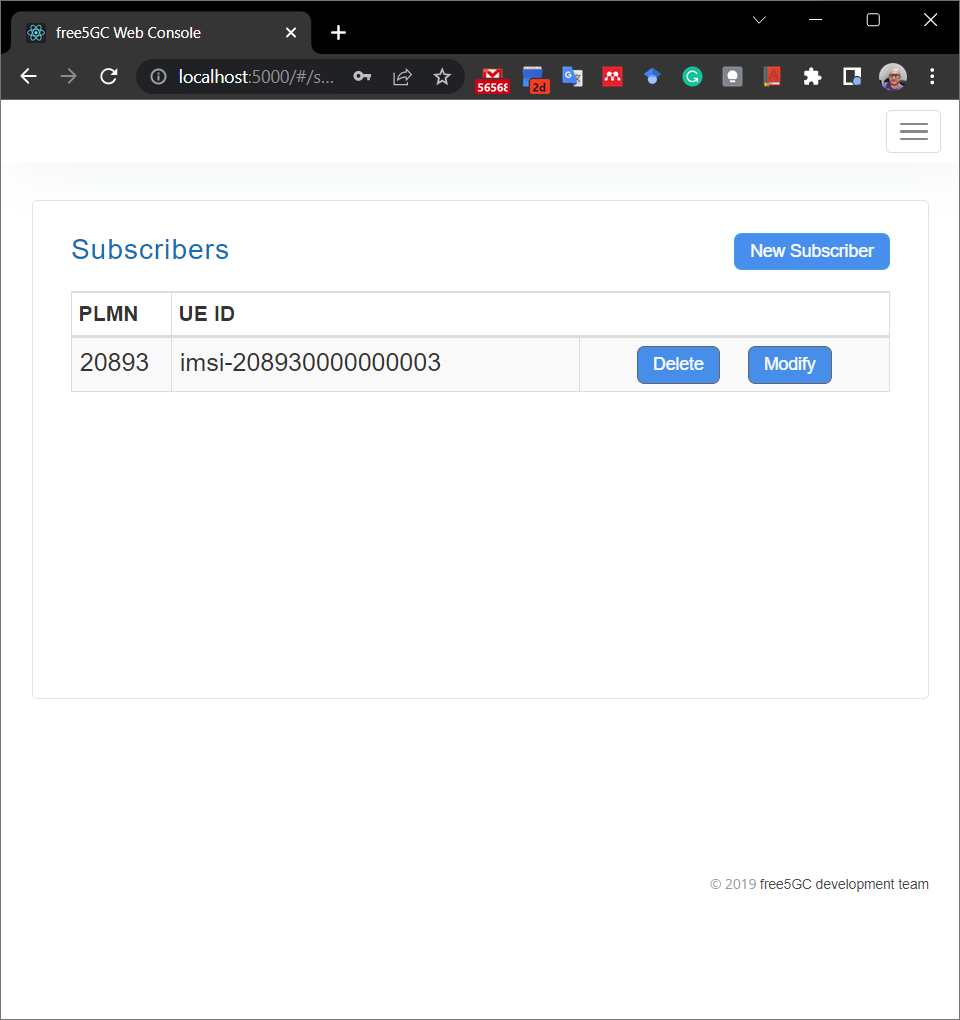 free5GC Web Console
localhost:5000/#/s...
56568
2d
G
Subscribers
New Subscriber
PLMN UE ID
20893 imsi-208930000000003 Delete Modify
© 2019 free5GC development team